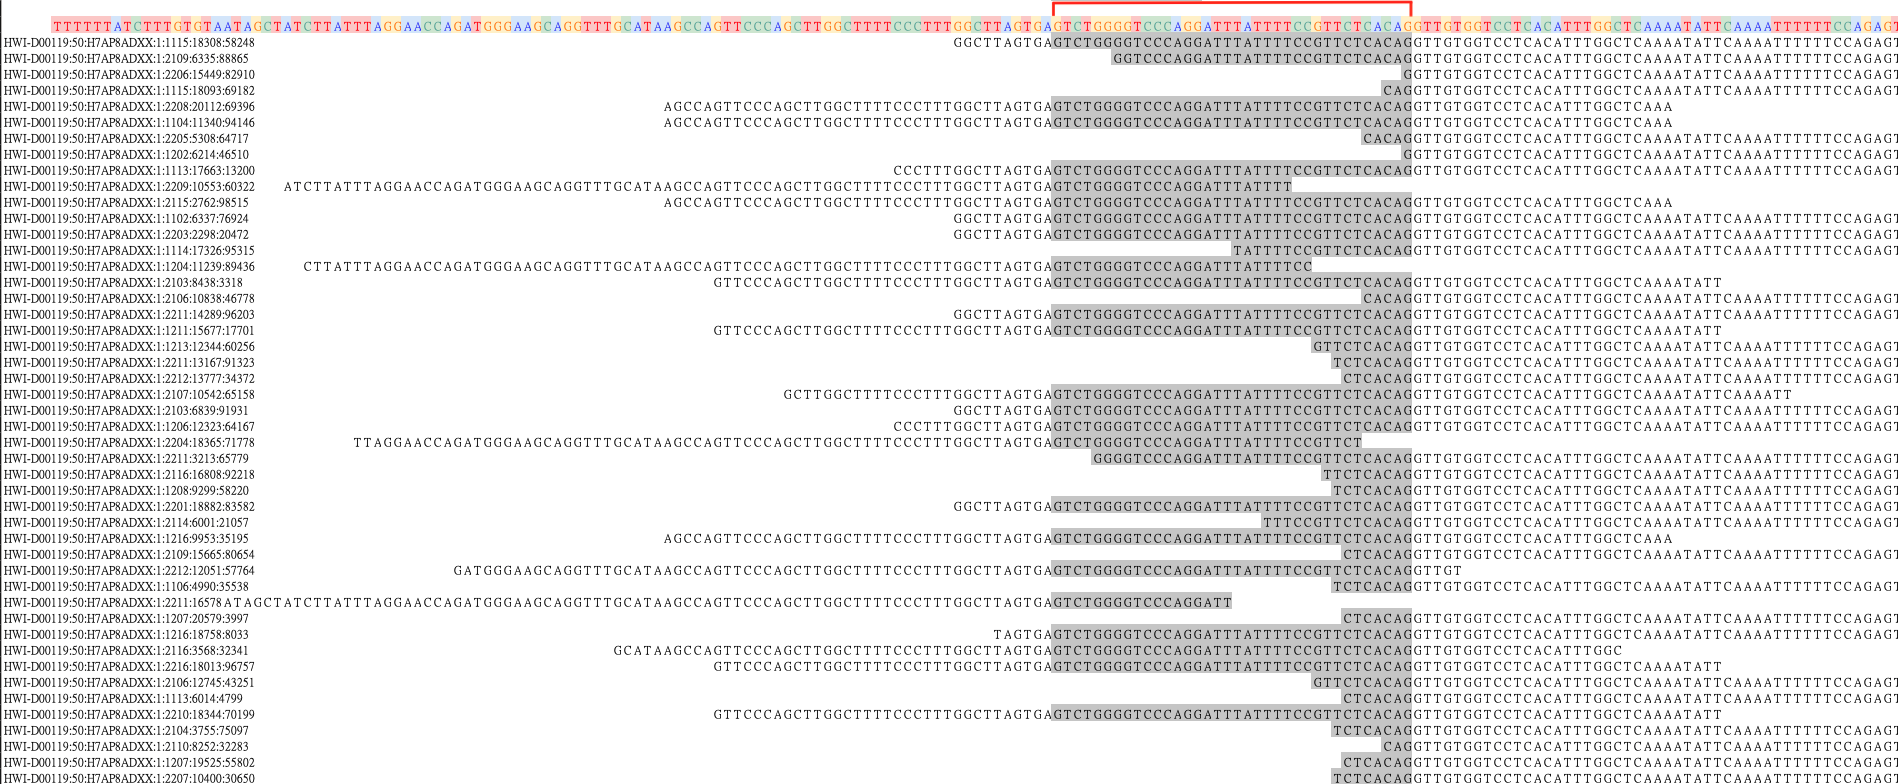 TTTTTTATCTTTGTGTAATAGCTATCTTATTTAGGAACCAGATGGGAAGCAGGTTTGCATAAGCCAGTTCCCAGCTTGGCTTTTCCCTTTGGCTTAGTGAGTCTGGGGTCCCAGGATTTATTTTCCGTTCTCACAGGTTGTGGTCCTCACATTTGGCTCAAAATATTCAAAATTTTTTCCAGAGT
HWI-D00119:50:H7AP8ADXX:1:1115:18308:58248 GGCTTAGTGAGTCTGGGGTCCCAGGATTTATTTTCCGTTCTCACAGGTTGTGGTCCTCACATTTGGCTCAAAATATTCAAAATTTTTTCCAGAGT
HWI-D00119:50:H7AP8ADXX:1:2109:6335:88865 GGTCCCAGGATTTATTTTCCGTTCTCACAGGTTGTGGTCCTCACATTTGGCTCAAAATATTCAAAATTTTTTCCAGAGT
HWI-D00119:50:H7AP8ADXX:1:2206:15449:82910 GGTTGTGGTCCTCACATTTGGCTCAAAATATTCAAAATTTTTTCCAGAGT
HWI-D00119:50:H7AP8ADXX:1:1115:18093:69182 CAGGTTGTGGTCCTCACATTTGGCTCAAAATATTCAAAATTTTTTCCAGAGT
HWI-D00119:50:H7AP8ADXX:1:2208:20112:69396 AGCCAGTTCCCAGCTTGGCTTTTCCCTTTGGCTTAGTGAGTCTGGGGTCCCAGGATTTATTTTCCGTTCTCACAGGTTGTGGTCCTCACATTTGGCTCAAA
HWI-D00119:50:H7AP8ADXX:1:1104:11340:94146 AGCCAGTTCCCAGCTTGGCTTTTCCCTTTGGCTTAGTGAGTCTGGGGTCCCAGGATTTATTTTCCGTTCTCACAGGTTGTGGTCCTCACATTTGGCTCAAA
HWI-D00119:50:H7AP8ADXX:1:2205:5308:64717 CACAGGTTGTGGTCCTCACATTTGGCTCAAAATATTCAAAATTTTTTCCAGAGT
HWI-D00119:50:H7AP8ADXX:1:1202:6214:46510 GGTTGTGGTCCTCACATTTGGCTCAAAATATTCAAAATTTTTTCCAGAGT
HWI-D00119:50:H7AP8ADXX:1:1113:17663:13200 CCCTTTGGCTTAGTGAGTCTGGGGTCCCAGGATTTATTTTCCGTTCTCACAGGTTGTGGTCCTCACATTTGGCTCAAAATATTCAAAATTTTTTCCAGAGT
HWI-D00119:50:H7AP8ADXX:1:2209:10553:60322 ATCTTATTTAGGAACCAGATGGGAAGCAGGTTTGCATAAGCCAGTTCCCAGCTTGGCTTTTCCCTTTGGCTTAGTGAGTCTGGGGTCCCAGGATTTATTTT
HWI-D00119:50:H7AP8ADXX:1:2115:2762:98515 AGCCAGTTCCCAGCTTGGCTTTTCCCTTTGGCTTAGTGAGTCTGGGGTCCCAGGATTTATTTTCCGTTCTCACAGGTTGTGGTCCTCACATTTGGCTCAAA
HWI-D00119:50:H7AP8ADXX:1:1102:6337:76924 GGCTTAGTGAGTCTGGGGTCCCAGGATTTATTTTCCGTTCTCACAGGTTGTGGTCCTCACATTTGGCTCAAAATATTCAAAATTTTTTCCAGAGT
HWI-D00119:50:H7AP8ADXX:1:2203:2298:20472 GGCTTAGTGAGTCTGGGGTCCCAGGATTTATTTTCCGTTCTCACAGGTTGTGGTCCTCACATTTGGCTCAAAATATTCAAAATTTTTTCCAGAGT
HWI-D00119:50:H7AP8ADXX:1:1114:17326:95315 TATTTTCCGTTCTCACAGGTTGTGGTCCTCACATTTGGCTCAAAATATTCAAAATTTTTTCCAGAGT
HWI-D00119:50:H7AP8ADXX:1:1204:11239:89436 CTTATTTAGGAACCAGATGGGAAGCAGGTTTGCATAAGCCAGTTCCCAGCTTGGCTTTTCCCTTTGGCTTAGTGAGTCTGGGGTCCCAGGATTTATTTTCC
HWI-D00119:50:H7AP8ADXX:1:2103:8438:3318 GTTCCCAGCTTGGCTTTTCCCTTTGGCTTAGTGAGTCTGGGGTCCCAGGATTTATTTTCCGTTCTCACAGGTTGTGGTCCTCACATTTGGCTCAAAATATT
HWI-D00119:50:H7AP8ADXX:1:2106:10838:46778 CACAGGTTGTGGTCCTCACATTTGGCTCAAAATATTCAAAATTTTTTCCAGAGT
HWI-D00119:50:H7AP8ADXX:1:2211:14289:96203 GGCTTAGTGAGTCTGGGGTCCCAGGATTTATTTTCCGTTCTCACAGGTTGTGGTCCTCACATTTGGCTCAAAATATTCAAAATTTTTTCCAGAGT
HWI-D00119:50:H7AP8ADXX:1:1211:15677:17701 GTTCCCAGCTTGGCTTTTCCCTTTGGCTTAGTGAGTCTGGGGTCCCAGGATTTATTTTCCGTTCTCACAGGTTGTGGTCCTCACATTTGGCTCAAAATATT
HWI-D00119:50:H7AP8ADXX:1:1213:12344:60256 GTTCTCACAGGTTGTGGTCCTCACATTTGGCTCAAAATATTCAAAATTTTTTCCAGAGT
HWI-D00119:50:H7AP8ADXX:1:2211:13167:91323 TCTCACAGGTTGTGGTCCTCACATTTGGCTCAAAATATTCAAAATTTTTTCCAGAGT
HWI-D00119:50:H7AP8ADXX:1:2212:13777:34372 CTCACAGGTTGTGGTCCTCACATTTGGCTCAAAATATTCAAAATTTTTTCCAGAGT
HWI-D00119:50:H7AP8ADXX:1:2107:10542:65158 GCTTGGCTTTTCCCTTTGGCTTAGTGAGTCTGGGGTCCCAGGATTTATTTTCCGTTCTCACAGGTTGTGGTCCTCACATTTGGCTCAAAATATTCAAAATT
HWI-D00119:50:H7AP8ADXX:1:2103:6839:91931 GGCTTAGTGAGTCTGGGGTCCCAGGATTTATTTTCCGTTCTCACAGGTTGTGGTCCTCACATTTGGCTCAAAATATTCAAAATTTTTTCCAGAGT
HWI-D00119:50:H7AP8ADXX:1:1206:12323:64167 CCCTTTGGCTTAGTGAGTCTGGGGTCCCAGGATTTATTTTCCGTTCTCACAGGTTGTGGTCCTCACATTTGGCTCAAAATATTCAAAATTTTTTCCAGAGT
HWI-D00119:50:H7AP8ADXX:1:2204:18365:71778 TTAGGAACCAGATGGGAAGCAGGTTTGCATAAGCCAGTTCCCAGCTTGGCTTTTCCCTTTGGCTTAGTGAGTCTGGGGTCCCAGGATTTATTTTCCGTTCT
HWI-D00119:50:H7AP8ADXX:1:2211:3213:65779 GGGGTCCCAGGATTTATTTTCCGTTCTCACAGGTTGTGGTCCTCACATTTGGCTCAAAATATTCAAAATTTTTTCCAGAGT
HWI-D00119:50:H7AP8ADXX:1:2116:16808:92218 TTCTCACAGGTTGTGGTCCTCACATTTGGCTCAAAATATTCAAAATTTTTTCCAGAGT
HWI-D00119:50:H7AP8ADXX:1:1208:9299:58220 TCTCACAGGTTGTGGTCCTCACATTTGGCTCAAAATATTCAAAATTTTTTCCAGAGT
HWI-D00119:50:H7AP8ADXX:1:2201:18882:83582 GGCTTAGTGAGTCTGGGGTCCCAGGATTTATTTTCCGTTCTCACAGGTTGTGGTCCTCACATTTGGCTCAAAATATTCAAAATTTTTTCCAGAGT
HWI-D00119:50:H7AP8ADXX:1:2114:6001:21057 TTTCCGTTCTCACAGGTTGTGGTCCTCACATTTGGCTCAAAATATTCAAAATTTTTTCCAGAGT
HWI-D00119:50:H7AP8ADXX:1:1216:9953:35195 AGCCAGTTCCCAGCTTGGCTTTTCCCTTTGGCTTAGTGAGTCTGGGGTCCCAGGATTTATTTTCCGTTCTCACAGGTTGTGGTCCTCACATTTGGCTCAAA
HWI-D00119:50:H7AP8ADXX:1:2109:15665:80654 CTCACAGGTTGTGGTCCTCACATTTGGCTCAAAATATTCAAAATTTTTTCCAGAGT
HWI-D00119:50:H7AP8ADXX:1:2212:12051:57764 GATGGGAAGCAGGTTTGCATAAGCCAGTTCCCAGCTTGGCTTTTCCCTTTGGCTTAGTGAGTCTGGGGTCCCAGGATTTATTTTCCGTTCTCACAGGTTGT
HWI-D00119:50:H7AP8ADXX:1:1106:4990:35538 TCTCACAGGTTGTGGTCCTCACATTTGGCTCAAAATATTCAAAATTTTTTCCAGAGT
HWI-D00119:50:H7AP8ADXX:1:2211:16578 ATAGCTATCTTATTTAGGAACCAGATGGGAAGCAGGTTTGCATAAGCCAGTTCCCAGCTTGGCTTTTCCCTTTGGCTTAGTGAGTCTGGGGTCCCAGGATT
HWI-D00119:50:H7AP8ADXX:1:1207:20579:3997 CTCACAGGTTGTGGTCCTCACATTTGGCTCAAAATATTCAAAATTTTTTCCAGAGT
HWI-D00119:50:H7AP8ADXX:1:1216:18758:8033 TAGTGAGTCTGGGGTCCCAGGATTTATTTTCCGTTCTCACAGGTTGTGGTCCTCACATTTGGCTCAAAATATTCAAAATTTTTTCCAGAGT
HWI-D00119:50:H7AP8ADXX:1:2116:3568:32341 GCATAAGCCAGTTCCCAGCTTGGCTTTTCCCTTTGGCTTAGTGAGTCTGGGGTCCCAGGATTTATTTTCCGTTCTCACAGGTTGTGGTCCTCACATTTGGC
HWI-D00119:50:H7AP8ADXX:1:2216:18013:96757 GTTCCCAGCTTGGCTTTTCCCTTTGGCTTAGTGAGTCTGGGGTCCCAGGATTTATTTTCCGTTCTCACAGGTTGTGGTCCTCACATTTGGCTCAAAATATT
HWI-D00119:50:H7AP8ADXX:1:2106:12745:43251 GTTCTCACAGGTTGTGGTCCTCACATTTGGCTCAAAATATTCAAAATTTTTTCCAGAGT
HWI-D00119:50:H7AP8ADXX:1:1113:6014:4799 CTCACAGGTTGTGGTCCTCACATTTGGCTCAAAATATTCAAAATTTTTTCCAGAGT
HWI-D00119:50:H7AP8ADXX:1:2210:18344:70199 GTTCCCAGCTTGGCTTTTCCCTTTGGCTTAGTGAGTCTGGGGTCCCAGGATTTATTTTCCGTTCTCACAGGTTGTGGTCCTCACATTTGGCTCAAAATATT
HWI-D00119:50:H7AP8ADXX:1:2104:3755:75097 TCTCACAGGTTGTGGTCCTCACATTTGGCTCAAAATATTCAAAATTTTTTCCAGAGT
HWI-D00119:50:H7AP8ADXX:1:2110:8252:32283 CAGGTTGTGGTCCTCACATTTGGCTCAAAATATTCAAAATTTTTTCCAGAGT
HWI-D00119:50:H7AP8ADXX:1:1207:19525:55802 CTCACAGGTTGTGGTCCTCACATTTGGCTCAAAATATTCAAAATTTTTTCCAGAGT
HWI-D00119:50:H7AP8ADXX:1:2207:10400:30650 TCTCACAGGTTGTGGTCCTCACATTTGGCTCAAAATATTCAAAATTTTTTCCAGAGT